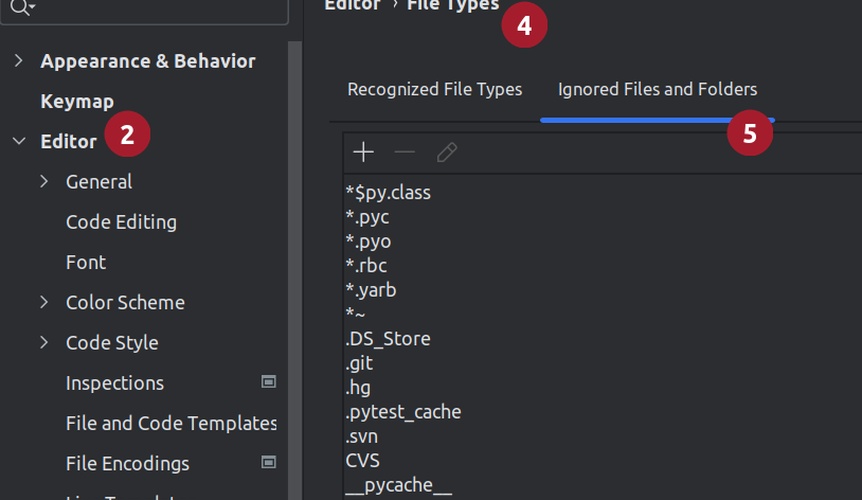 Editor › File Types
4
Recognized File Types
Ignored Files and Folders
5
Appearance & Behavior
Keymap
Editor
2
General
Code Editing
Font
Color Scheme
Code Style
Inspections
File and Code Templates
File Encodings
*$py.class
*.pyc
*.pyo
*.rbc
*.yarb
*~
.DS_Store
.git
.hg
.pytest_cache
.svn
CVS
__pycache__